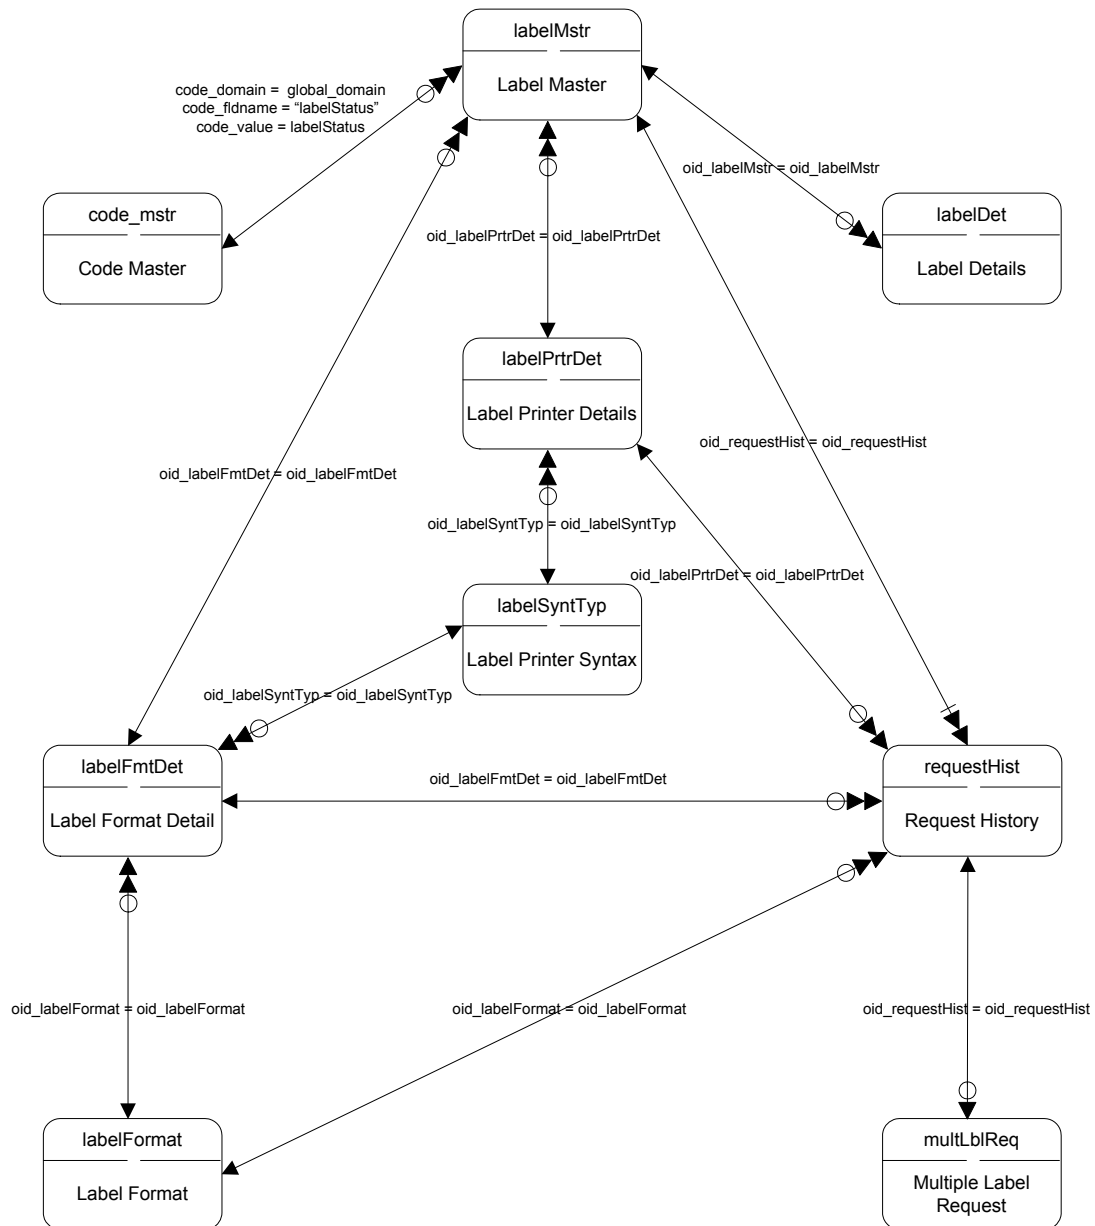 labelMstr
Label Master
code_domain =  global_domain
code_fldname = “labelStatus”
code_value = labelStatus
oid_labelMstr = oid_labelMstr
code_mstr
Code Master
labelDet
Label Details
oid_labelPrtrDet = oid_labelPrtrDet
labelPrtrDet
Label Printer Details
oid_requestHist = oid_requestHist
oid_labelFmtDet = oid_labelFmtDet
oid_labelSyntTyp = oid_labelSyntTyp
oid_labelPrtrDet = oid_labelPrtrDet
labelSyntTyp
Label Printer Syntax
oid_labelSyntTyp = oid_labelSyntTyp
labelFmtDet
Label Format Detail
oid_labelFmtDet = oid_labelFmtDet
requestHist
Request History
oid_labelFormat = oid_labelFormat
oid_labelFormat = oid_labelFormat
oid_requestHist = oid_requestHist
labelFormat
Label Format
multLblReq
Multiple Label
Request